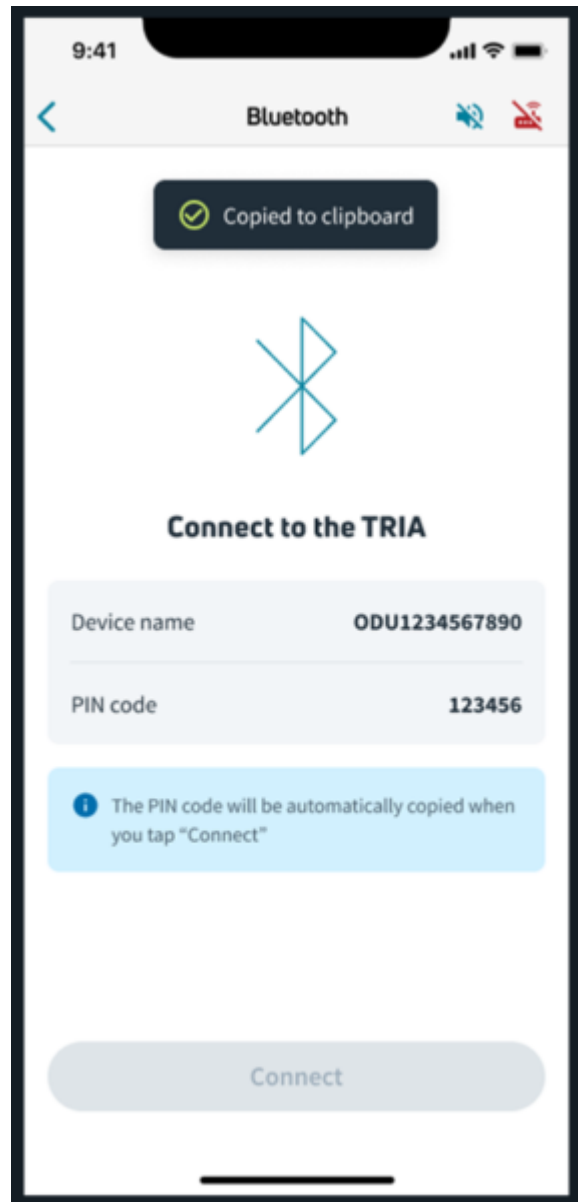 9:41
Bluetooth
Copied to clipboard
Connect to the TRIA
Device name ODU1234567890
PIN code 123456
The PIN code will be automatically copied when
you tap “Connect”
Connect